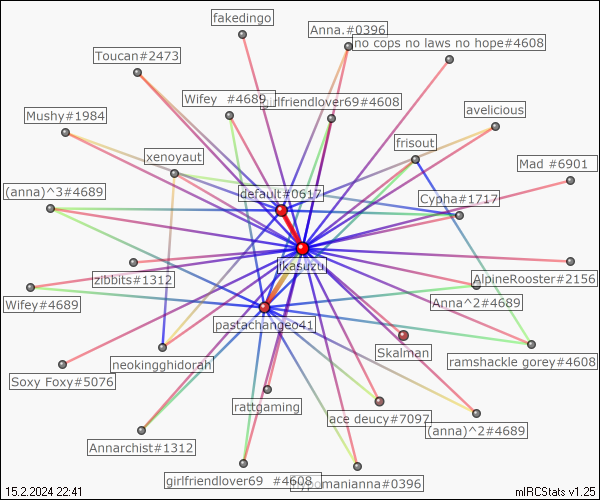 fakedingo
Anna.#0396
no cops no laws no hope#4608
Toucan#2473
Wifey #4689
girlfriendlover69#4608
avelicious
Mushy#1984
frisout
xenoyaut
Mad #6901
(anna)^3#4689
default#0617
Cypha#1717
ikasuzu
zibbits#1312
AlpineRooster#2156
Wifey#4689
Anna^2#4689
pastachangeo41
Skalman
neokingghidorah
ramshackle gorey#4608
Soxy Foxy#5076
rattgaming
ace deucy#7097
(anna)^2#4689
Annarchist#1312
girlfriendlover69 #4608
manianna#0396
15.2.2024 22:41
mIRCStats v1.25